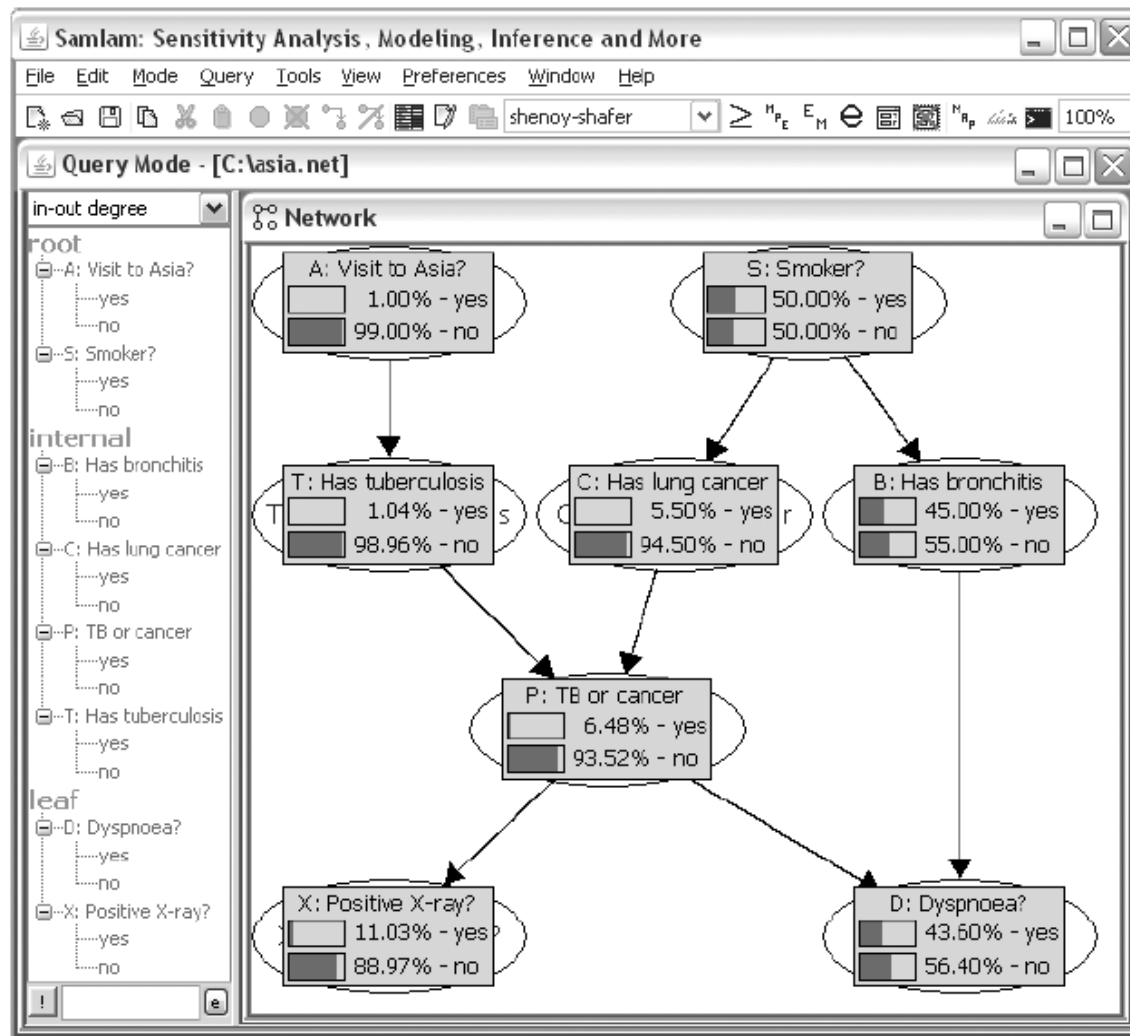 Samlam: Sensitivity Analysis, Modeling, Inference and More
File Edit Mode Query Tools View Preferences Window Help
shenoy-shafer
≥ MPE EM e MAP 100%
Query Mode - [C:\asia.net]
in-out degree
root
A: Visit to Asia?
yes
no
S: Smoker?
yes
no
internal
B: Has bronchitis
yes
no
C: Has lung cancer
yes
no
P: TB or cancer
yes
no
T: Has tuberculosis
yes
no
leaf
D: Dyspnoea?
yes
no
X: Positive X-ray?
yes
no
!
e
Network
A: Visit to Asia?
1.00% - yes
99.00% - no
S: Smoker?
50.00% - yes
50.00% - no
T: Has tuberculosis
1.04% - yes
98.96% - no
C: Has lung cancer
5.50% - yes
94.50% - no
B: Has bronchitis
45.00% - yes
55.00% - no
P: TB or cancer
6.48% - yes
93.52% - no
X: Positive X-ray?
11.03% - yes
88.97% - no
D: Dyspnoea?
43.60% - yes
56.40% - no